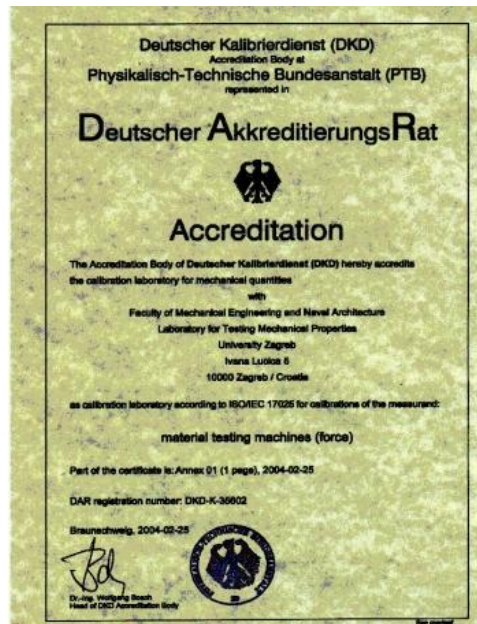 Deutscher Kalibrierdienst (DKD)
Accreditation Body at
Physikalisch-Technische Bundesanstalt (PTB)
represented in
Deutscher AkkreditierungsRat
Accreditation
The Accreditation Body of Deutscher Kalibrierdienst (DKD) hereby accredits
the calibration laboratory for mechanical quantities
with
Faculty of Mechanical Engineering and Naval Architecture
Laboratory for Testing Mechanical Properties
University Zagreb
Ivana Lucica 5
10000 Zagreb / Croatia
as calibration laboratory according to ISO/IEC 17025 for calibrations of the measurand:
material testing machines (force)
Part of the certificate is: Annex 01 (1 page), 2004-02-25
DAR registration number: DKD-K-35602
Braunschweig, 2004-02-25
Dr.-Ing. Wolfgang Bosch
Head of DKD Accreditation Body